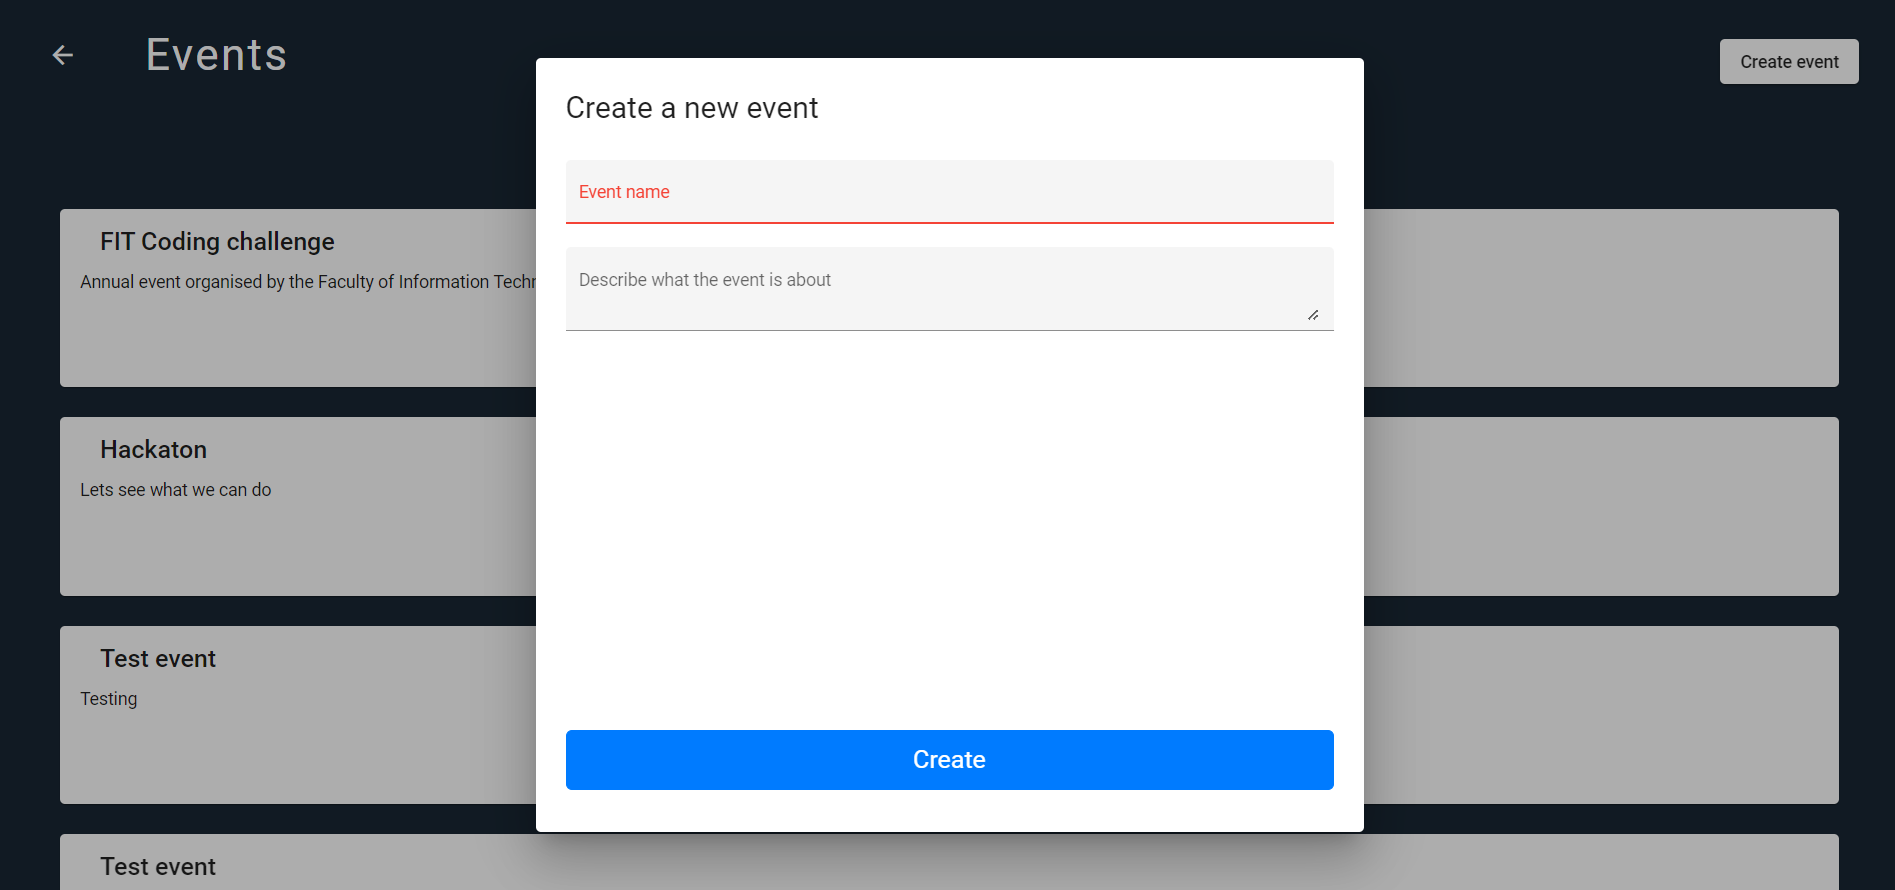 Events
Create event
Create a new event
Event name
Describe what the event is about
Create
FIT Coding challenge
Annual event organised by the Faculty of Information
Hackaton
Lets see what we can do
Test event
Testing
Test event